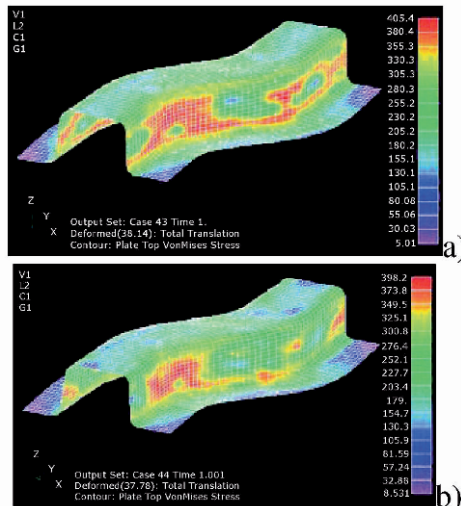 V1
L2
C1
G1
405.4
380.4
355.3
330.3
305.3
280.3
255.2
230.2
205.2
180.2
155.1
130.1
105.1
80.08
55.06
30.03
5.01
Z
Y
X
Output Set: Case 43 Time 1.
Deformed(38.14): Total Translation
Contour: Plate Top VonMises Stress
a)
V1
L2
C1
G1
398.2
373.8
349.5
325.1
300.8
276.4
252.1
227.7
203.4
179.
154.7
130.3
105.9
81.59
57.24
32.88
8.531
Z
Y
X
Output Set: Case 44 Time 1.001
Deformed(37.78): Total Translation
Contour: Plate Top VonMises Stress
b)